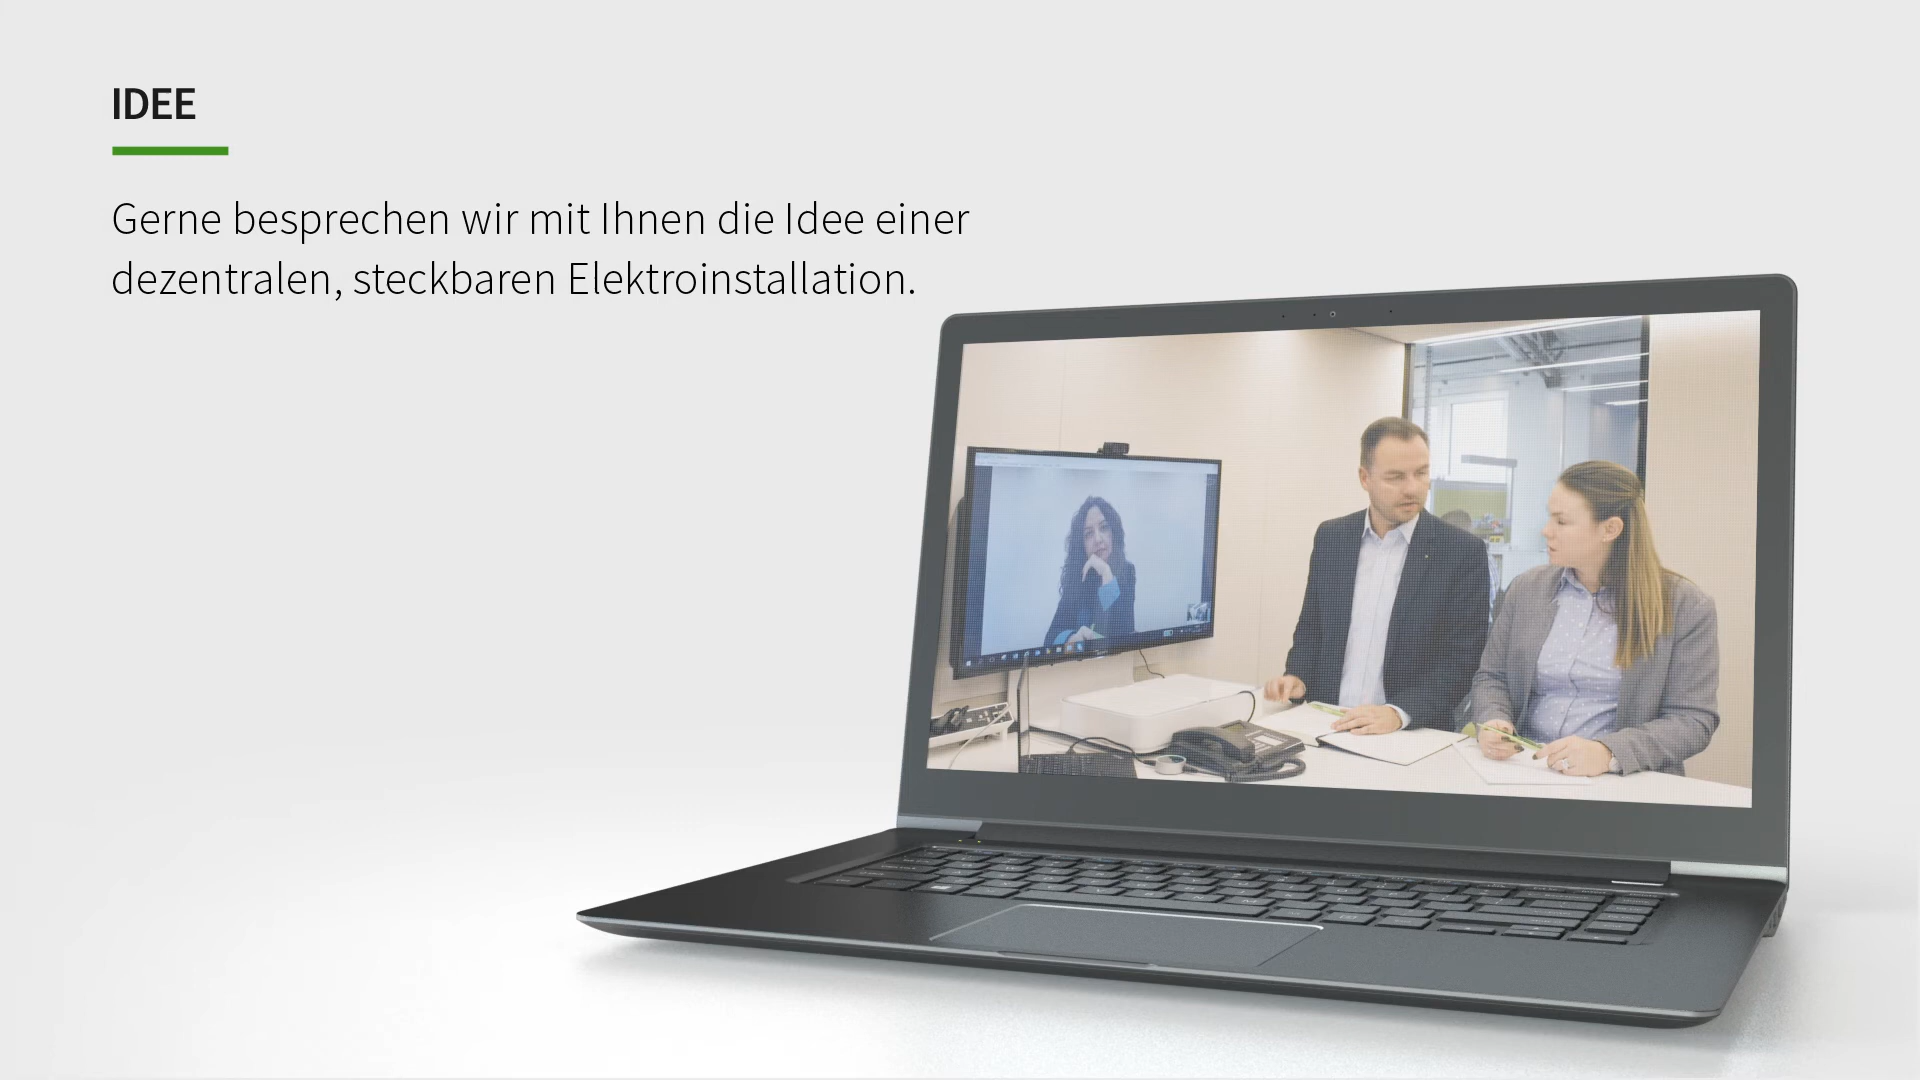 IDEE
Gerne besprechen wir mit Ihnen die Idee einer
dezentralen, steckbaren Elektroinstallation.